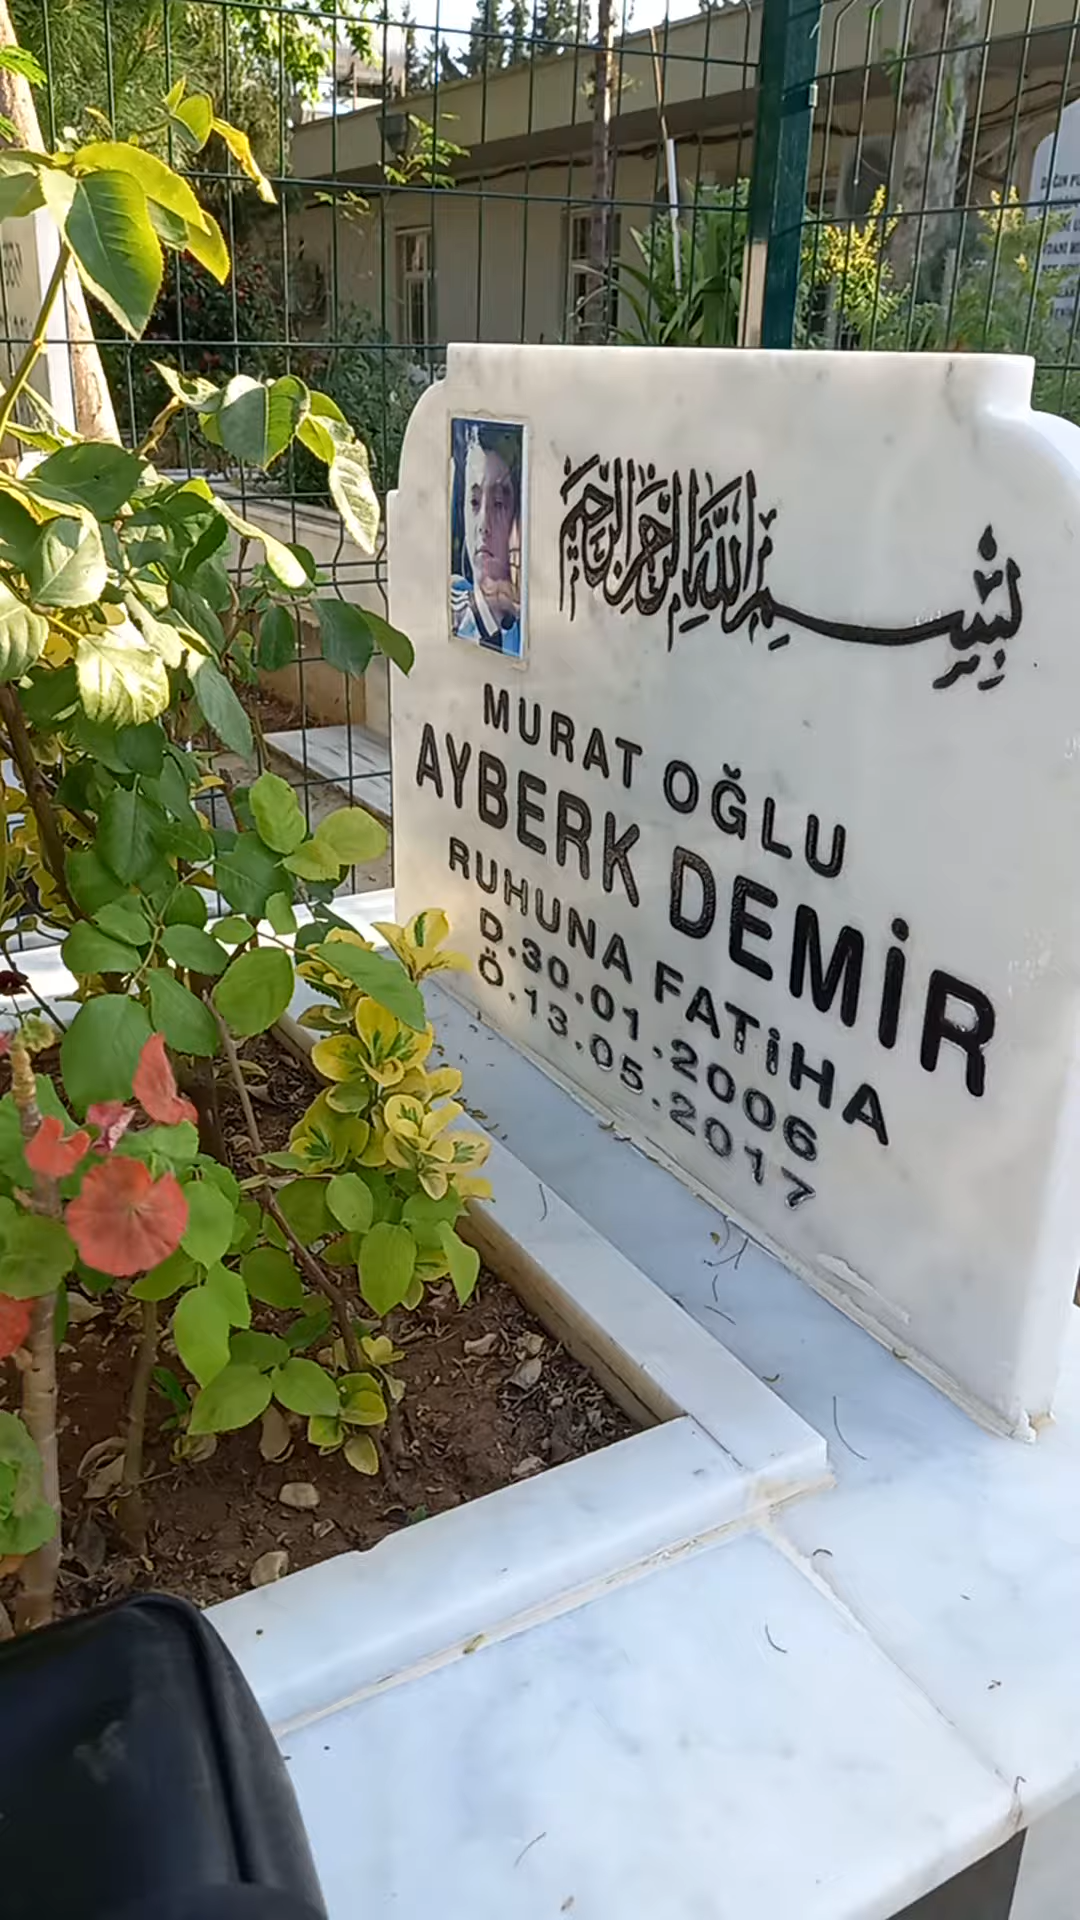 بسم الله الرحمن الرحيم
MURAT OĞLU
AYBERK DEMİR
RUHUNA FATİHA
D.30.01.2006
Ö.13.05.2017